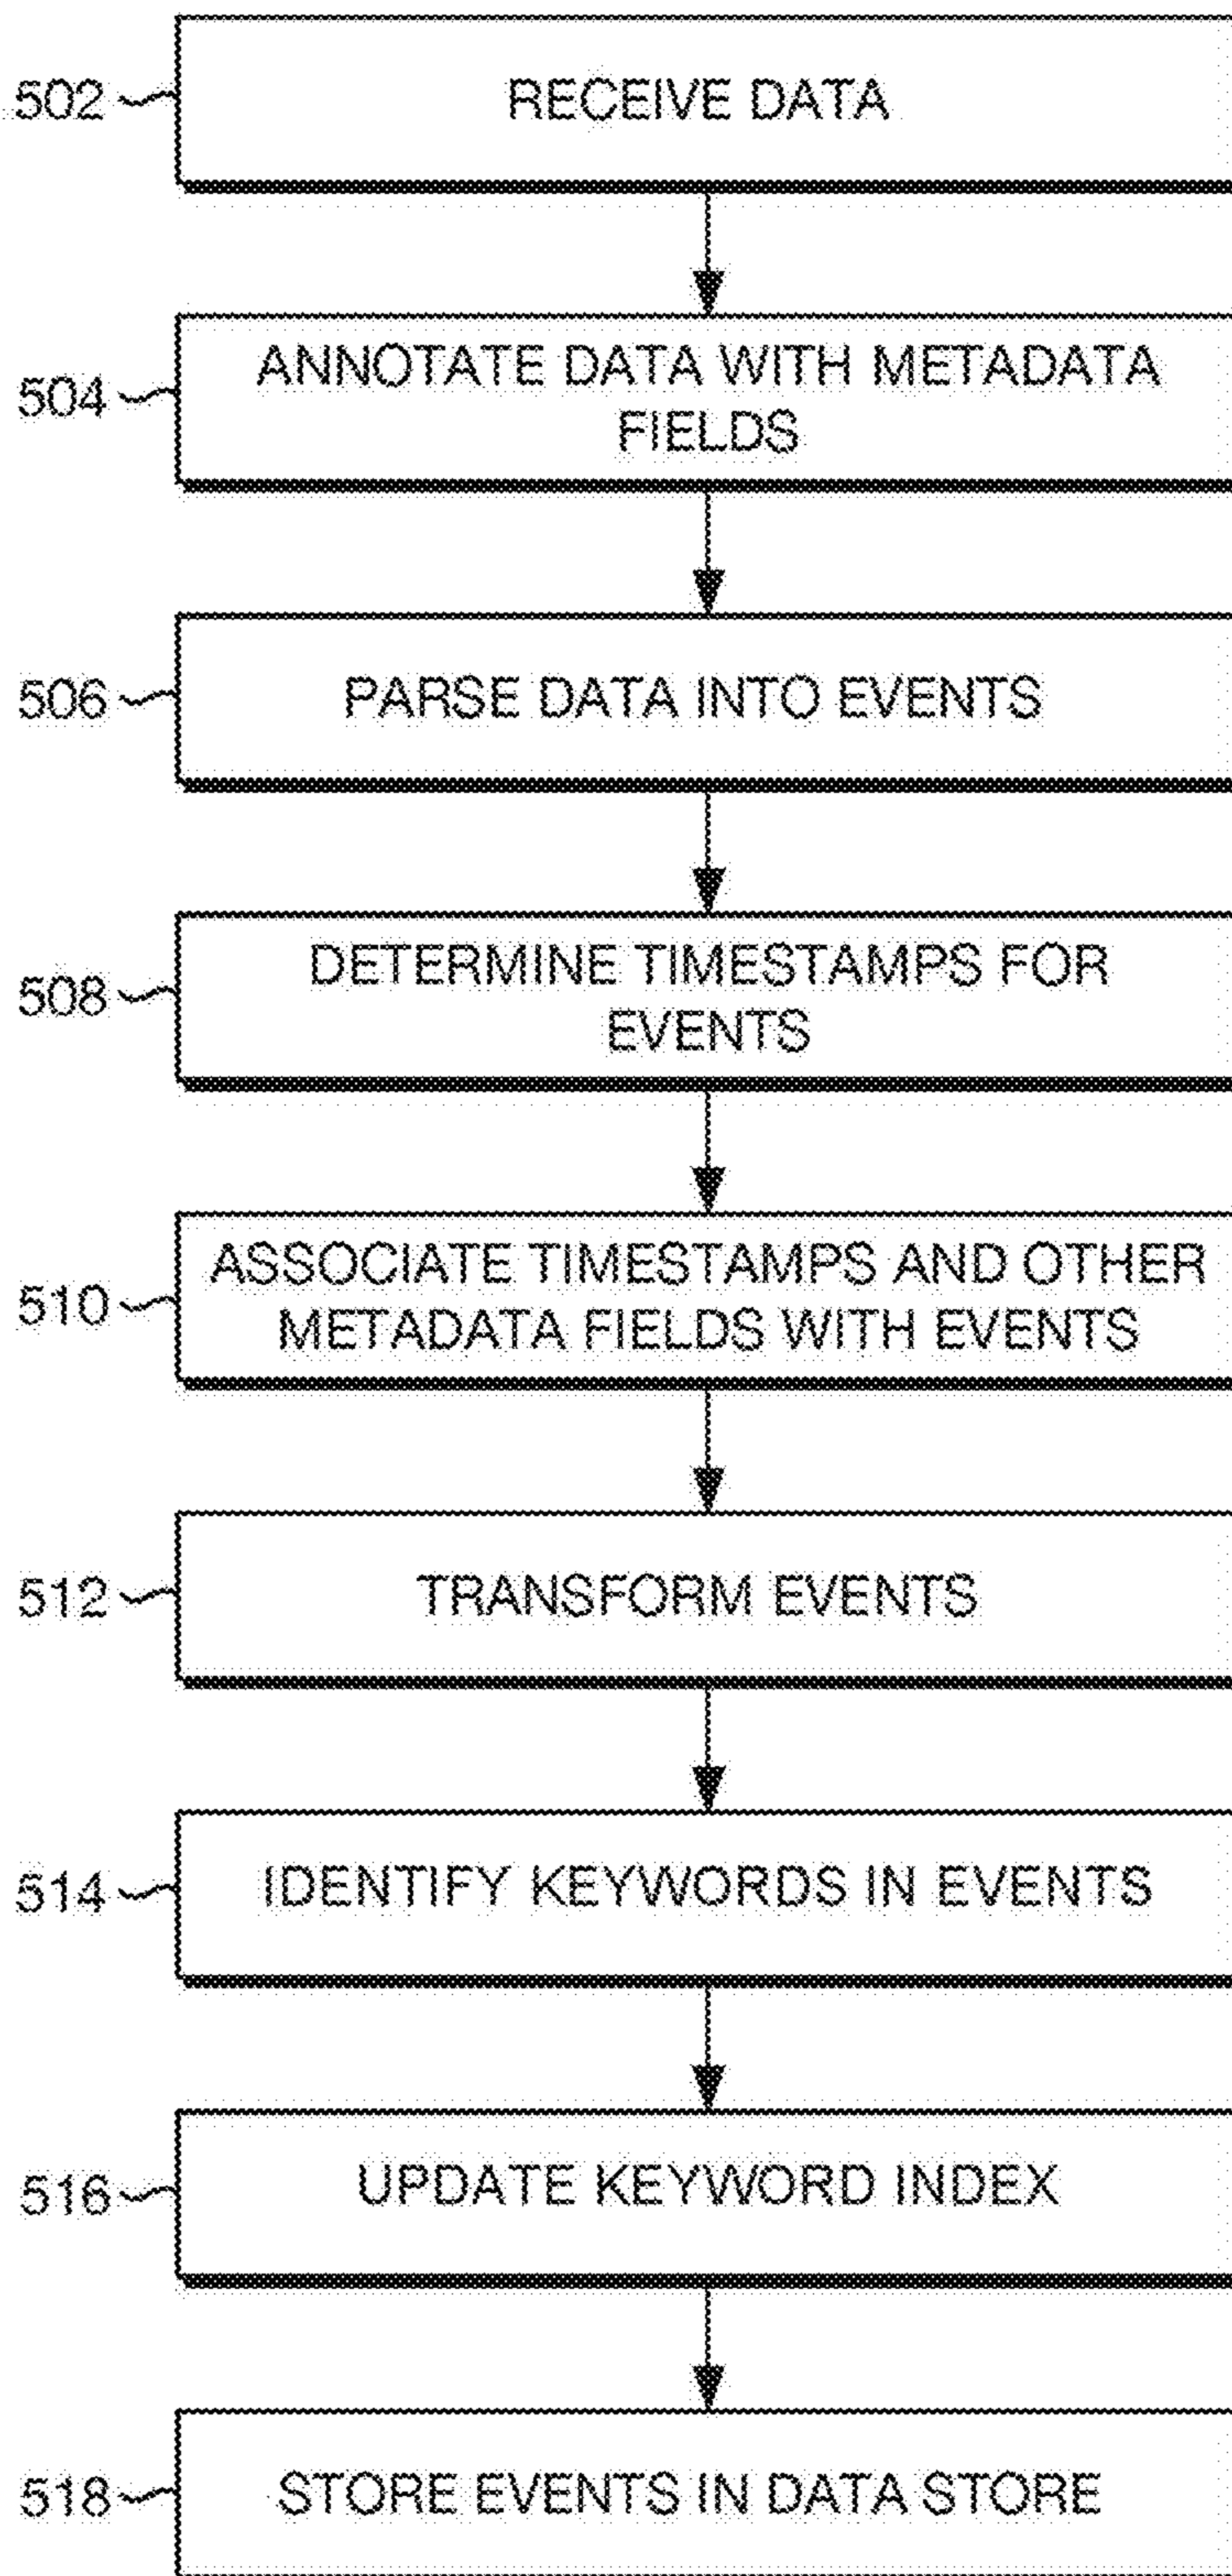 502
RECEIVE DATA
504
ANNOTATE DATA WITH METADATA
FIELDS
506
PARSE DATA INTO EVENTS
508
DETERMINE TIMESTAMPS FOR
EVENTS
510
ASSOCIATE TIMESTAMPS AND OTHER
METADATA FIELDS WITH EVENTS
512
TRANSFORM EVENTS
514
IDENTIFY KEYWORDS IN EVENTS
516
UPDATE KEYWORD INDEX
518
STORE EVENTS IN DATA STORE